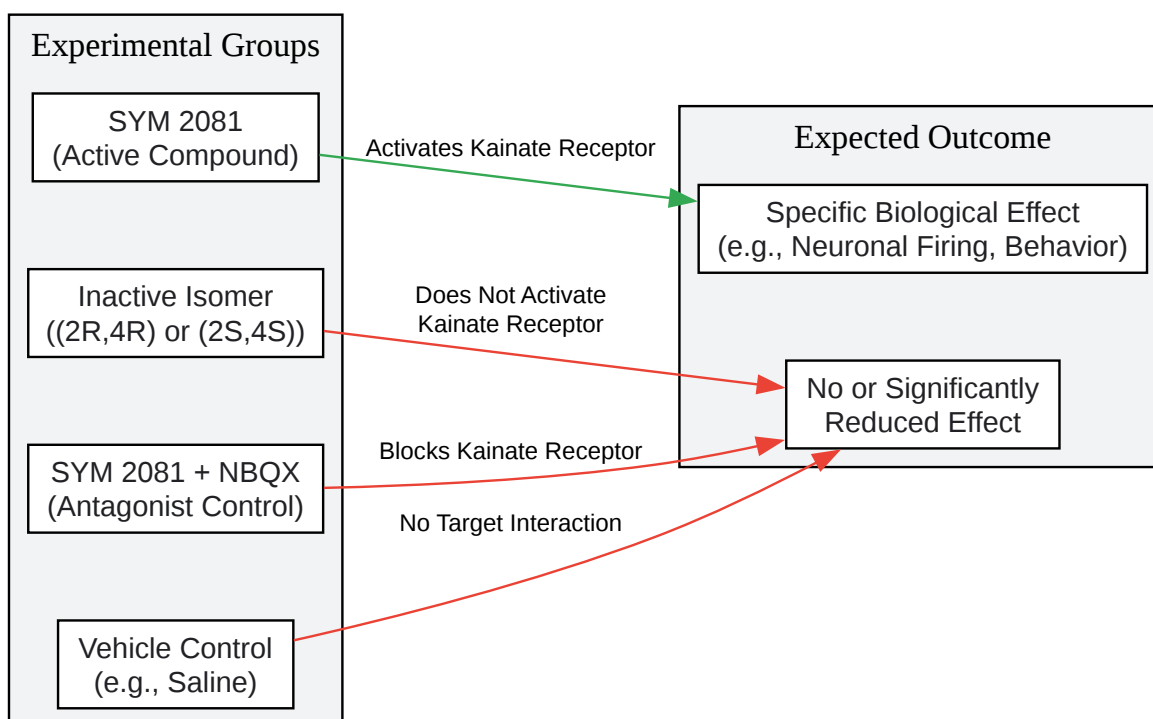 Experimental Groups
SYM 2081
(Active Compound)
Activates Kainate Receptor
Expected Outcome
Specific Biological Effect
(e.g., Neuronal Firing, Behavior)
Inactive Isomer
((2R,4R) or (2S,4S))
Does Not Activate
Kainate Receptor
No or Significantly
Reduced Effect
SYM 2081 + NBQX
(Antagonist Control)
Blocks Kainate Receptor
No Target Interaction
Vehicle Control
(e.g., Saline)